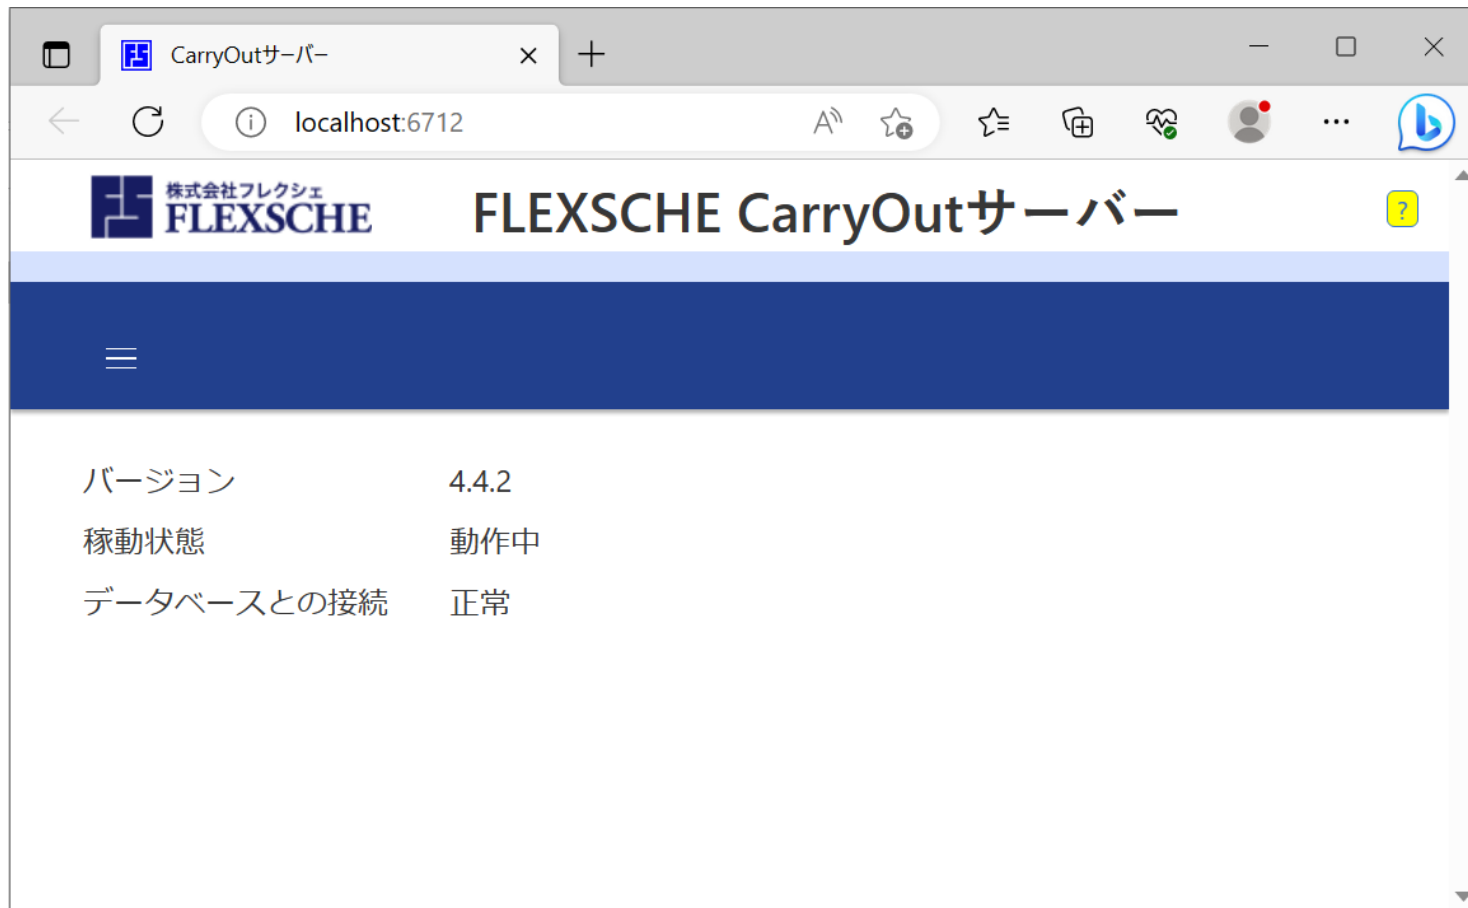 CarryOutサーバー
localhost:6712
株式会社フレクシェ
FLEXSCHE
FLEXSCHE CarryOutサーバー
?
バージョン 4.4.2
稼動状態 動作中
データベースとの接続 正常